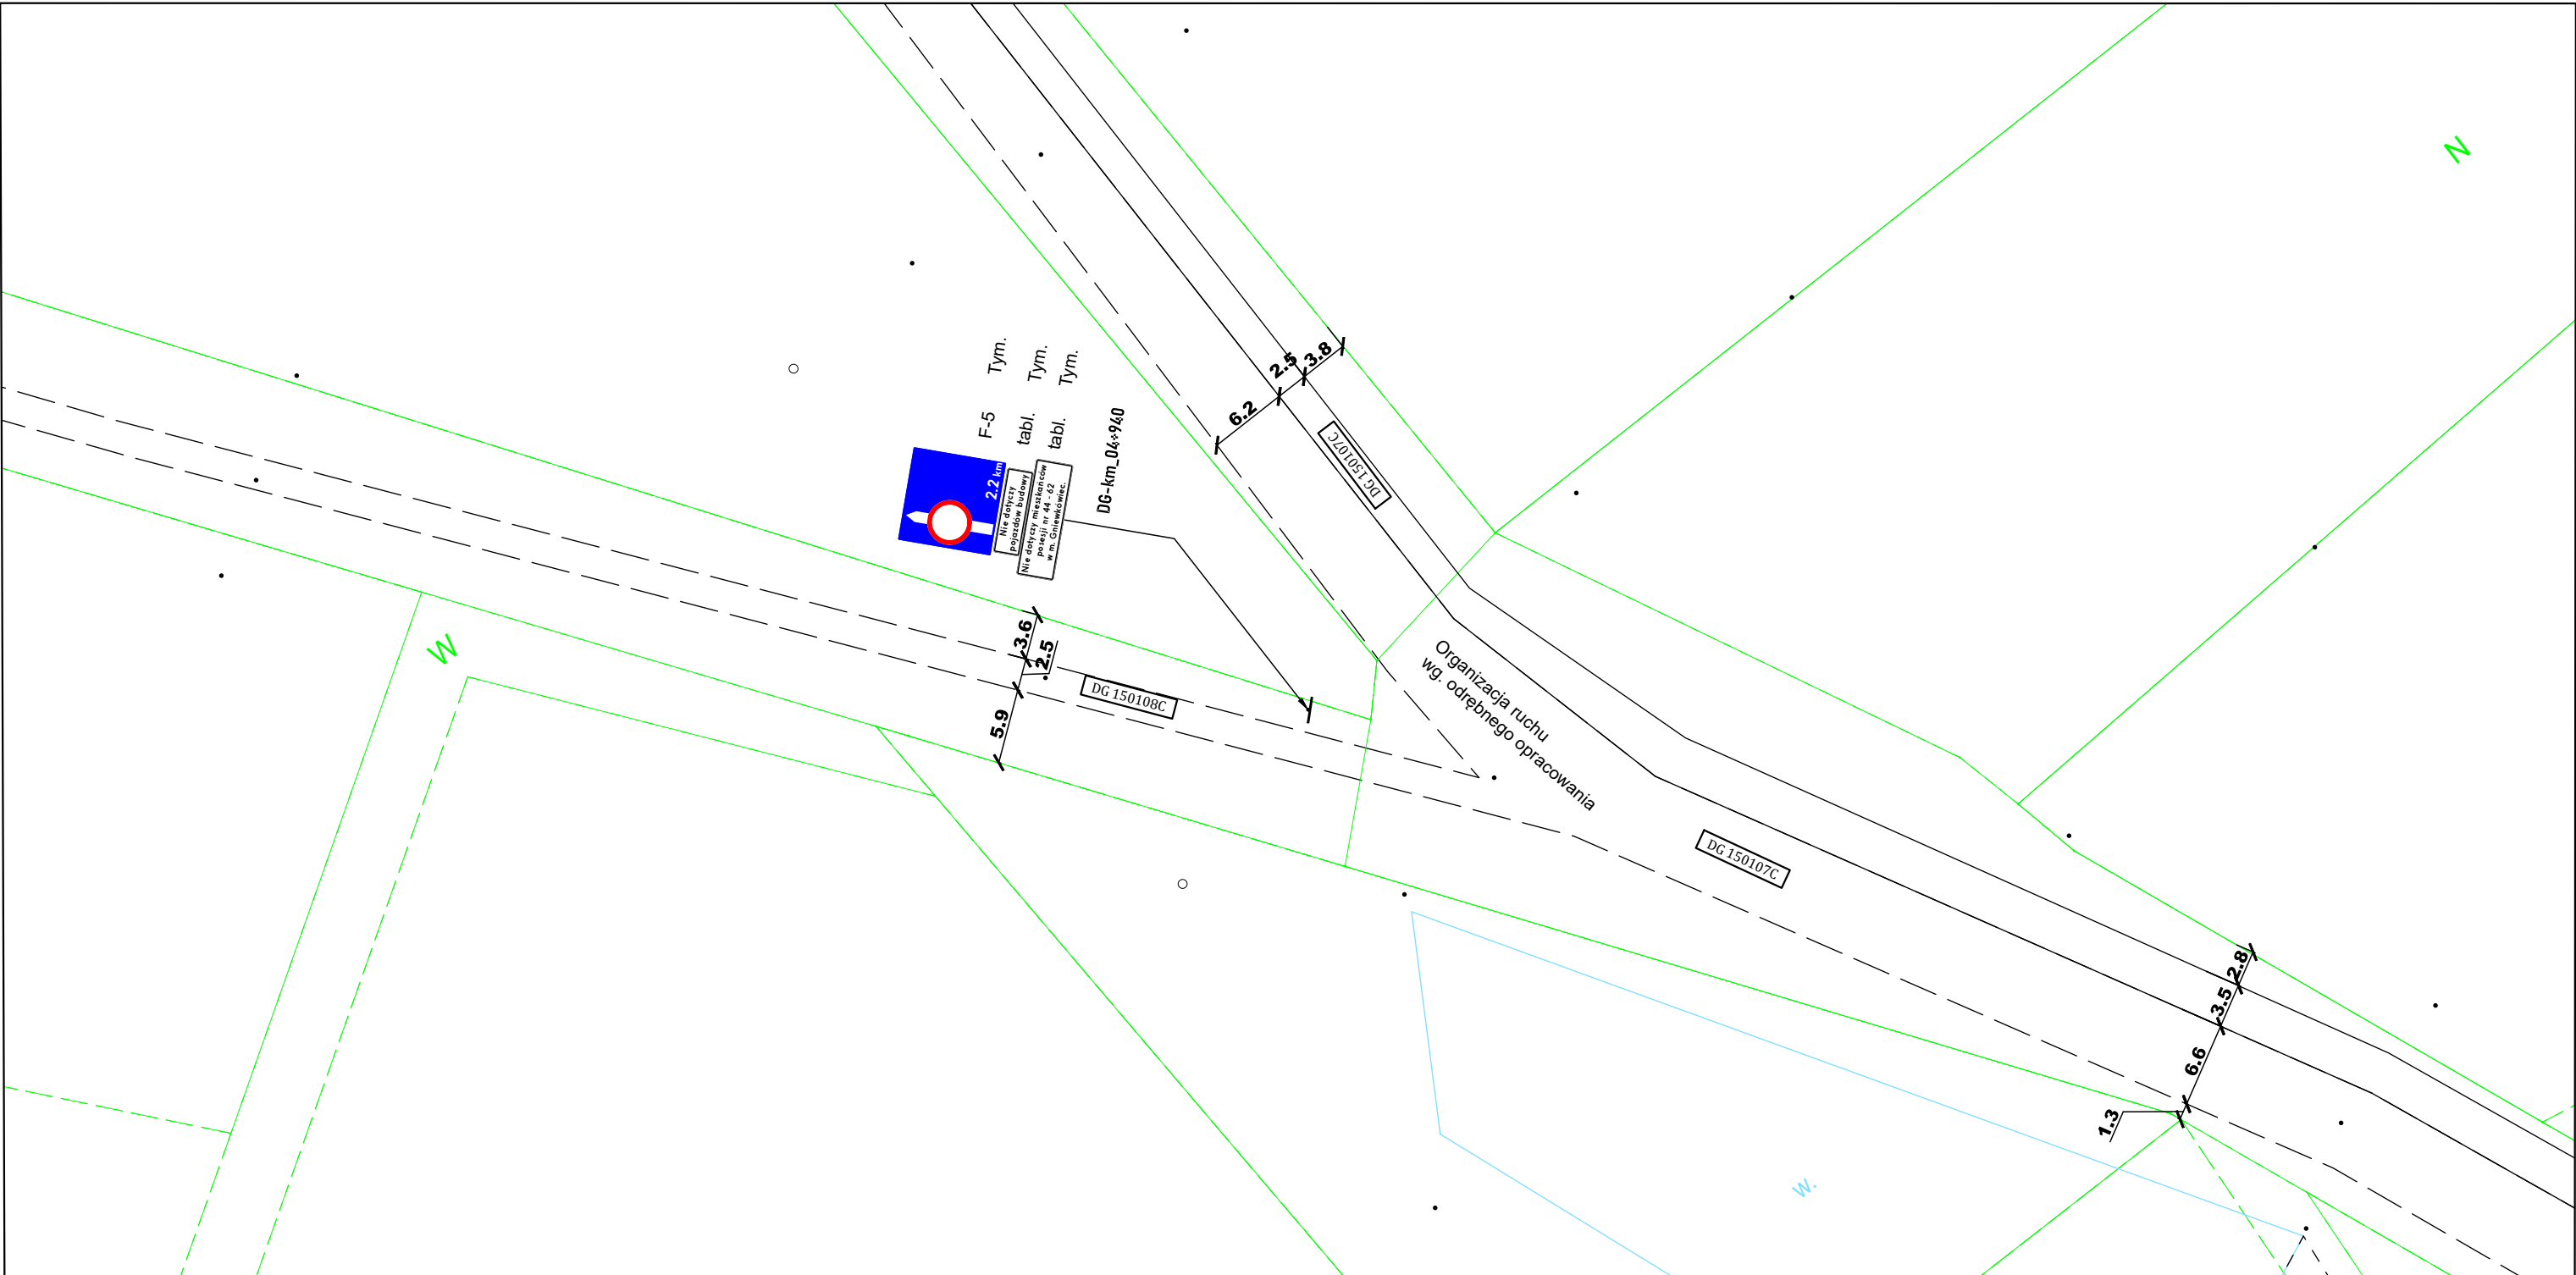 N
2.5
3.8
6.2
DG 150107C
F-5 Tym.
tabl. Tym.
tabl. Tym.
DG-km_04+940
2.2 km
Nie dotyczy
pojazdów budowy
Nie dotyczy mieszkańców
posesji nr 44 - 62
w m. Gniewkowiec.
W
3.6
2.5
5.9
DG 150108C
Organizacja ruchu
wg. odrębnego opracowania
DG 150107C
2.8
3.5
6.6
1.3
w.